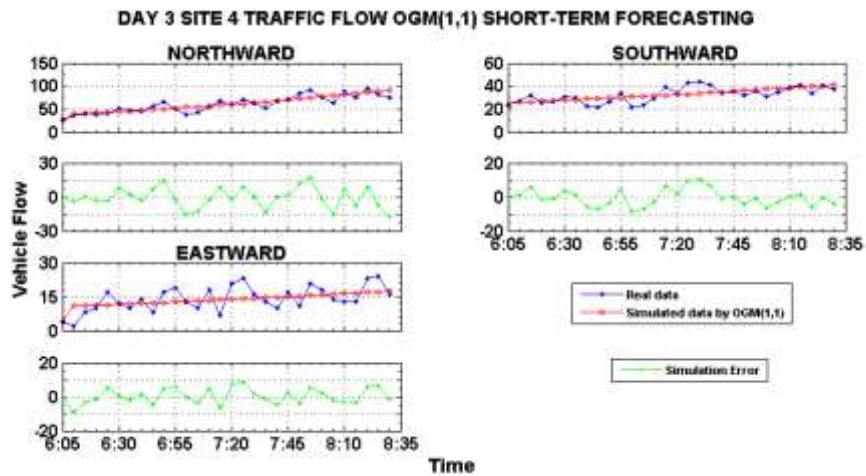 DAY 3 SITE 4 TRAFFIC FLOW OGM(1,1) SHORT-TERM FORECASTING
NORTHWARD
150
100
50
0
30
0
-30
SOUTHWARD
60
40
20
0
20
0
-20
6:05 6:30 6:55 7:20 7:45 8:10 8:35
Vehicle Flow
EASTWARD
30
15
0
20
0
-20
6:05 6:30 6:55 7:20 7:45 8:10 8:35
Time
Real data
Simulated data by OGM(1,1)
Simulation Error